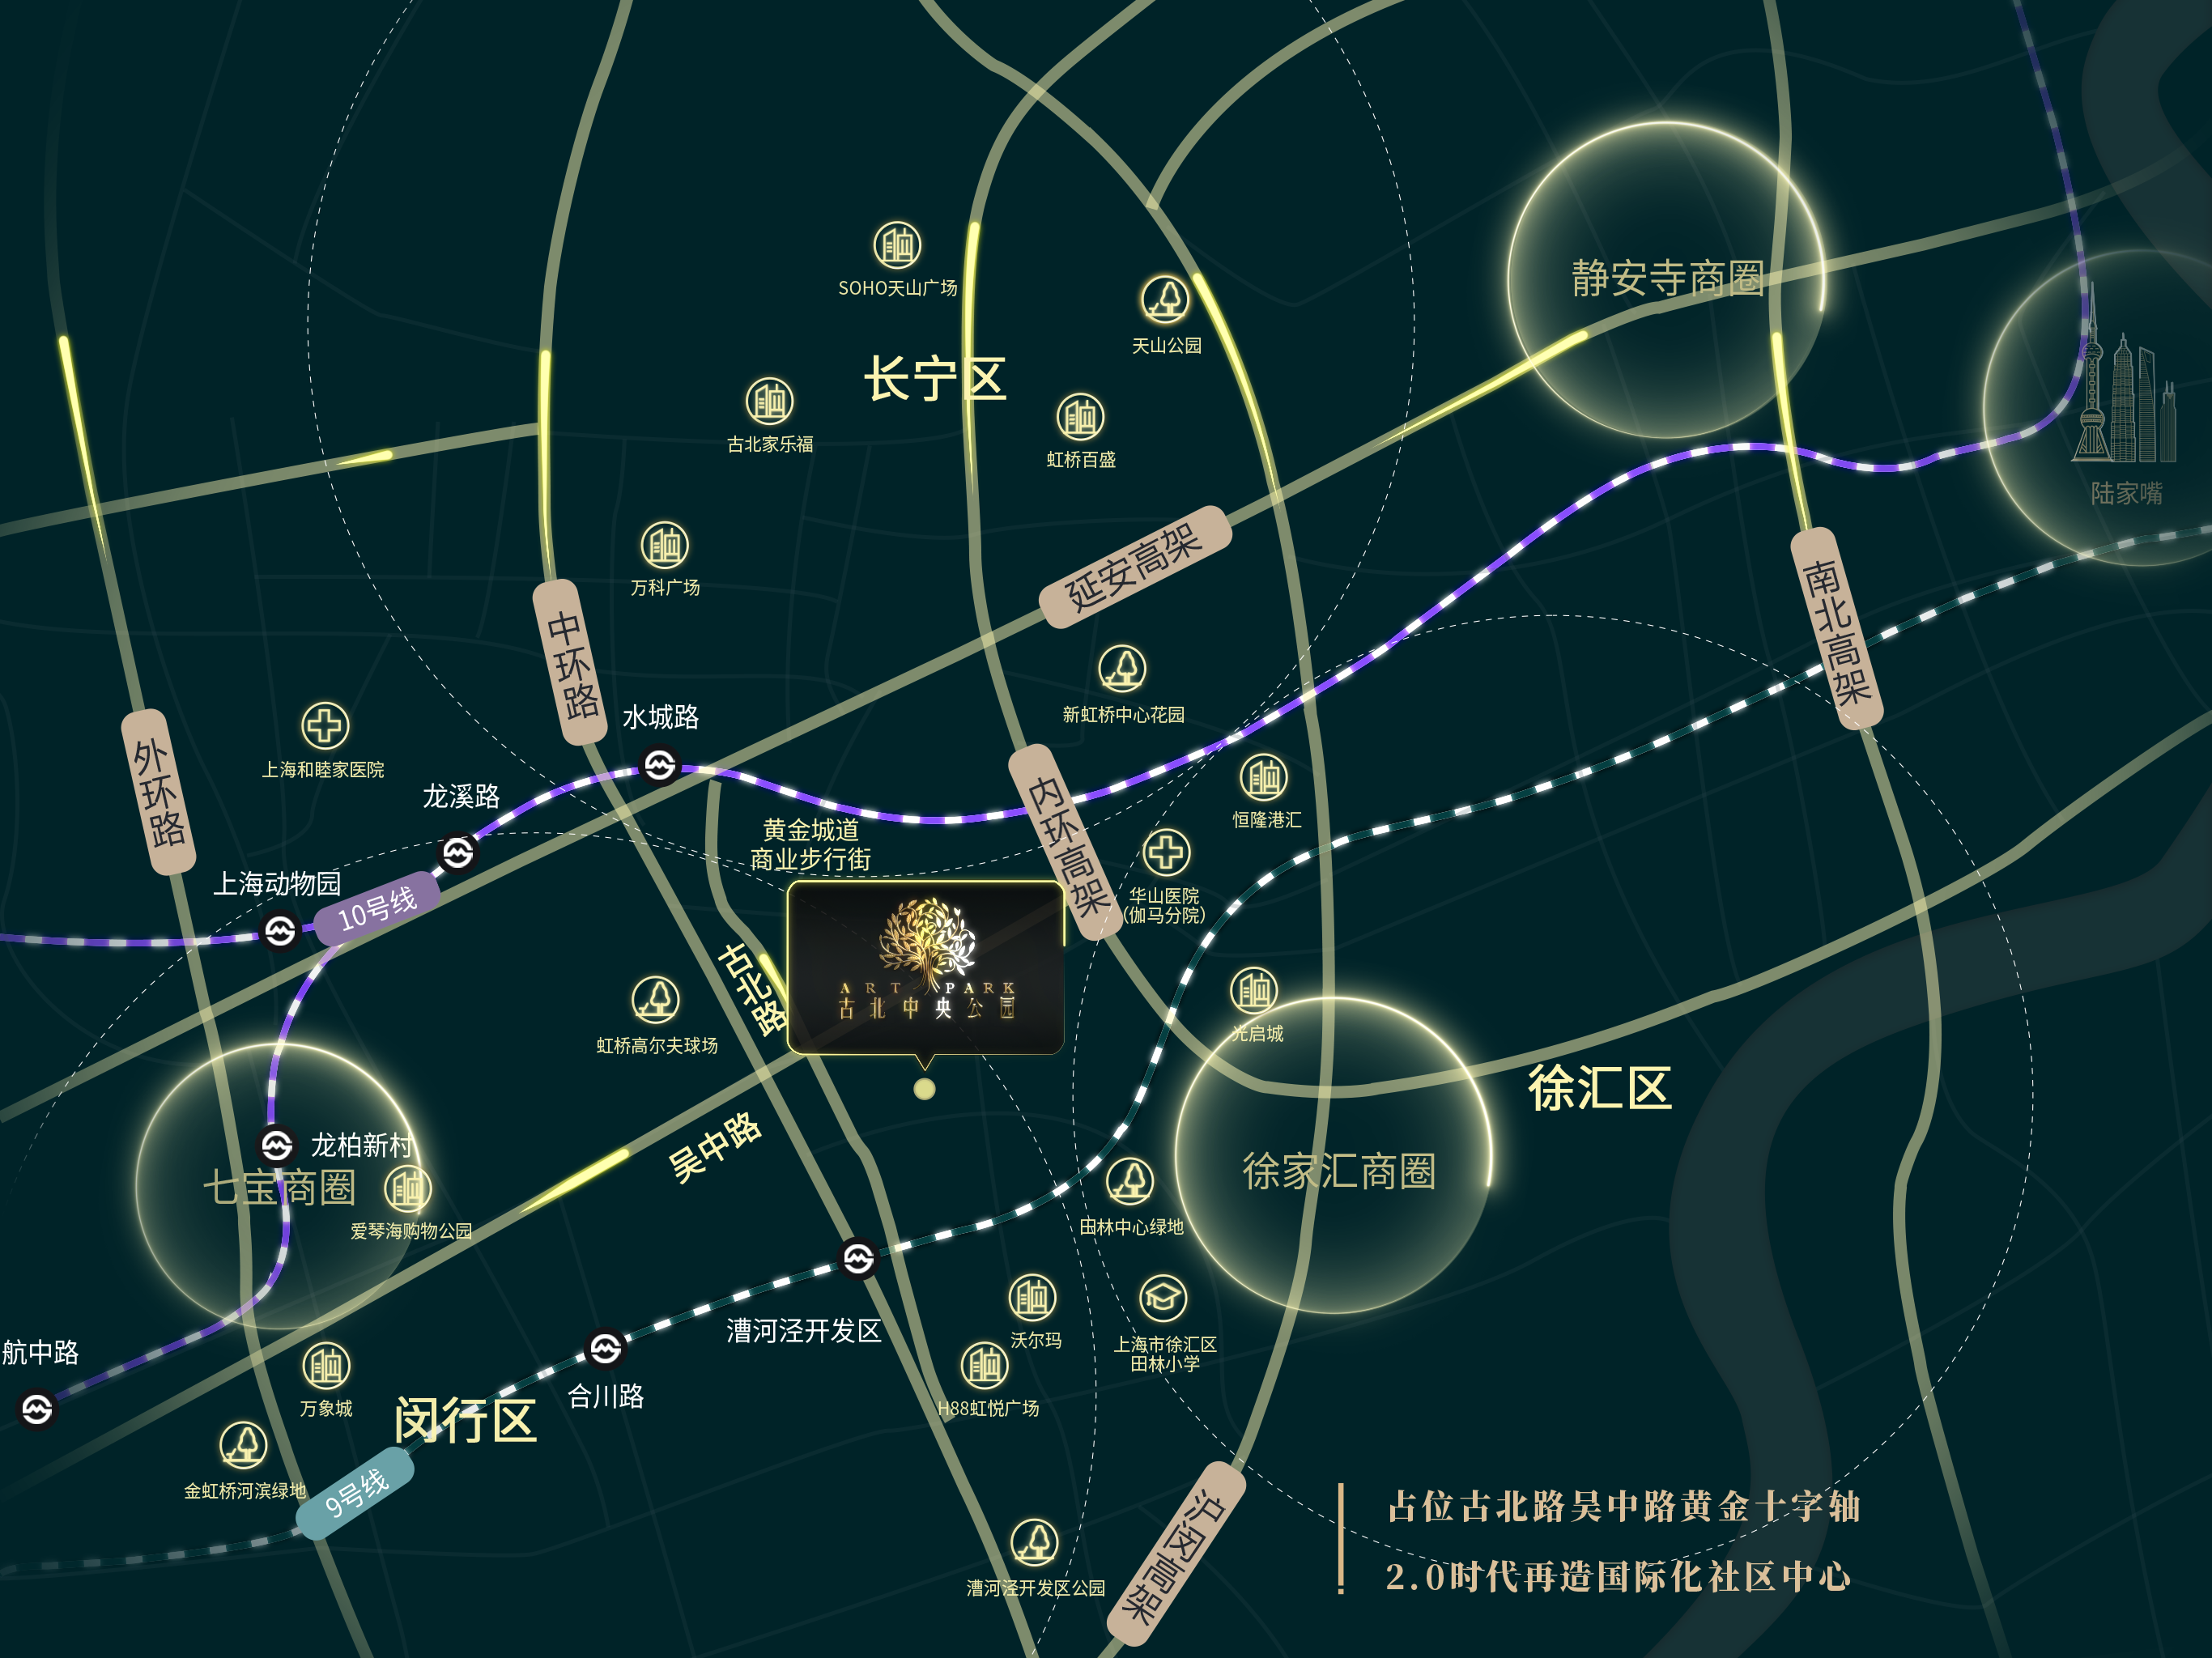 SOHO天山广场
静安寺商圈
天山公园
长宁区
古北家乐福
虹桥百盛
陆家嘴
万科广场
延安高架
南北高架
中环路
新虹桥中心花园
水城路
上海和睦家医院
外环路
龙溪路
内环高架
恒隆港汇
黄金城道
商业步行街
上海动物园
10号线
华山医院
(伽马分院)
ART PARK
古北中央公园
古北路
虹桥高尔夫球场
光启城
徐汇区
吴中路
龙柏新村
七宝商圈
徐家汇商圈
爱琴海购物公园
田林中心绿地
漕河泾开发区
沃尔玛
上海市徐汇区
田林小学
航中路
合川路
万象城
闵行区
H88虹悦广场
金虹桥河滨绿地
9号线
沪闵高架
漕河泾开发区公园
占位古北路吴中路黄金十字轴
2.0时代再造国际化社区中心